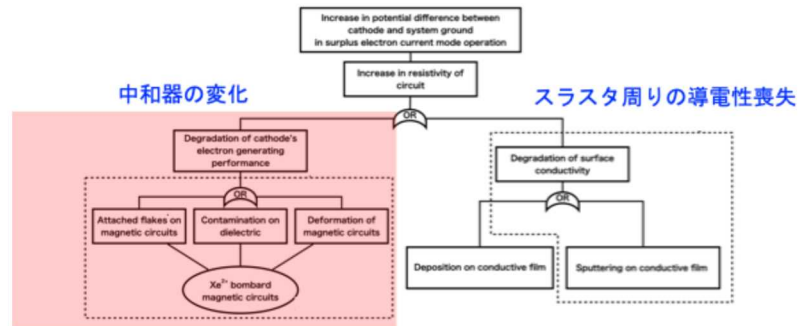 Increase in potential difference between
cathode and system ground
in surplus electron current mode operation
Increase in resistivity of
circuit
中和器の変化
スラスタ周りの導電性喪失
OR
Degradation of cathode's
electron generating
performance
Degradation of surface
conductivity
OR
OR
Attached flakes on
magnetic circuits
Contamination on
dielectric
Deformation of
magnetic circuits
Deposition on conductive film
Sputtering on conductive film
Xe²⁺ bombard
magnetic circuits